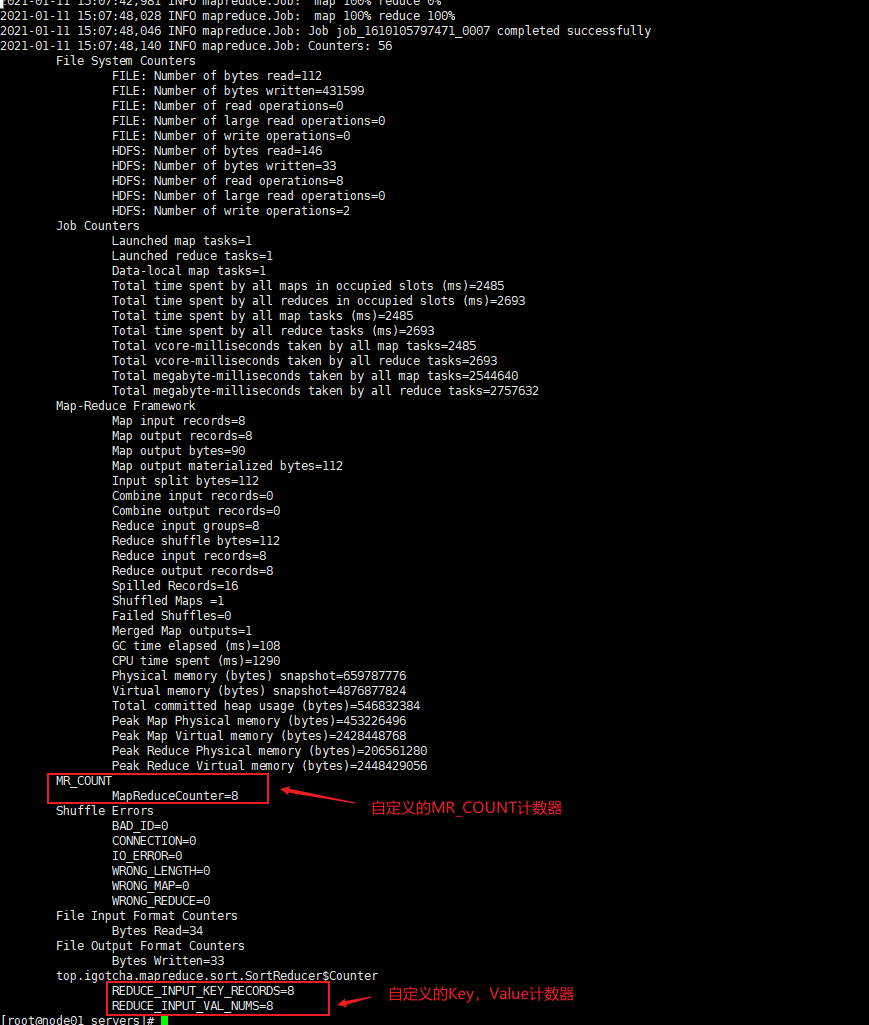 2021-01-11 15:07:42,981 INFO mapreduce.Job:  map 100% reduce 0%
2021-01-11 15:07:48,028 INFO mapreduce.Job:  map 100% reduce 100%
2021-01-11 15:07:48,046 INFO mapreduce.Job: Job job_1610105797471_0007 completed successfully
2021-01-11 15:07:48,140 INFO mapreduce.Job: Counters: 56
File System Counters
FILE: Number of bytes read=112
FILE: Number of bytes written=431599
FILE: Number of read operations=0
FILE: Number of large read operations=0
FILE: Number of write operations=0
HDFS: Number of bytes read=146
HDFS: Number of bytes written=33
HDFS: Number of read operations=8
HDFS: Number of large read operations=0
HDFS: Number of write operations=2
Job Counters
Launched map tasks=1
Launched reduce tasks=1
Data-local map tasks=1
Total time spent by all maps in occupied slots (ms)=2485
Total time spent by all reduces in occupied slots (ms)=2693
Total time spent by all map tasks (ms)=2485
Total time spent by all reduce tasks (ms)=2693
Total vcore-milliseconds taken by all map tasks=2485
Total vcore-milliseconds taken by all reduce tasks=2693
Total megabyte-milliseconds taken by all map tasks=2544640
Total megabyte-milliseconds taken by all reduce tasks=2757632
Map-Reduce Framework
Map input records=8
Map output records=8
Map output bytes=90
Map output materialized bytes=112
Input split bytes=112
Combine input records=0
Combine output records=0
Reduce input groups=8
Reduce shuffle bytes=112
Reduce input records=8
Reduce output records=8
Spilled Records=16
Shuffled Maps =1
Failed Shuffles=0
Merged Map outputs=1
GC time elapsed (ms)=108
CPU time spent (ms)=1290
Physical memory (bytes) snapshot=659787776
Virtual memory (bytes) snapshot=4876877824
Total committed heap usage (bytes)=546832384
Peak Map Physical memory (bytes)=453226496
Peak Map Virtual memory (bytes)=2428448768
Peak Reduce Physical memory (bytes)=206561280
Peak Reduce Virtual memory (bytes)=2448429056
MR_COUNT
MapReduceCounter=8
自定义的MR_COUNT计数器
Shuffle Errors
BAD_ID=0
CONNECTION=0
IO_ERROR=0
WRONG_LENGTH=0
WRONG_MAP=0
WRONG_REDUCE=0
File Input Format Counters
Bytes Read=34
File Output Format Counters
Bytes Written=33
top.igotcha.mapreduce.sort.SortReducer$Counter
REDUCE_INPUT_KEY_RECORDS=8
自定义的Key，Value计数器
REDUCE_INPUT_VAL_NUMS=8
[root@node01 servers]#